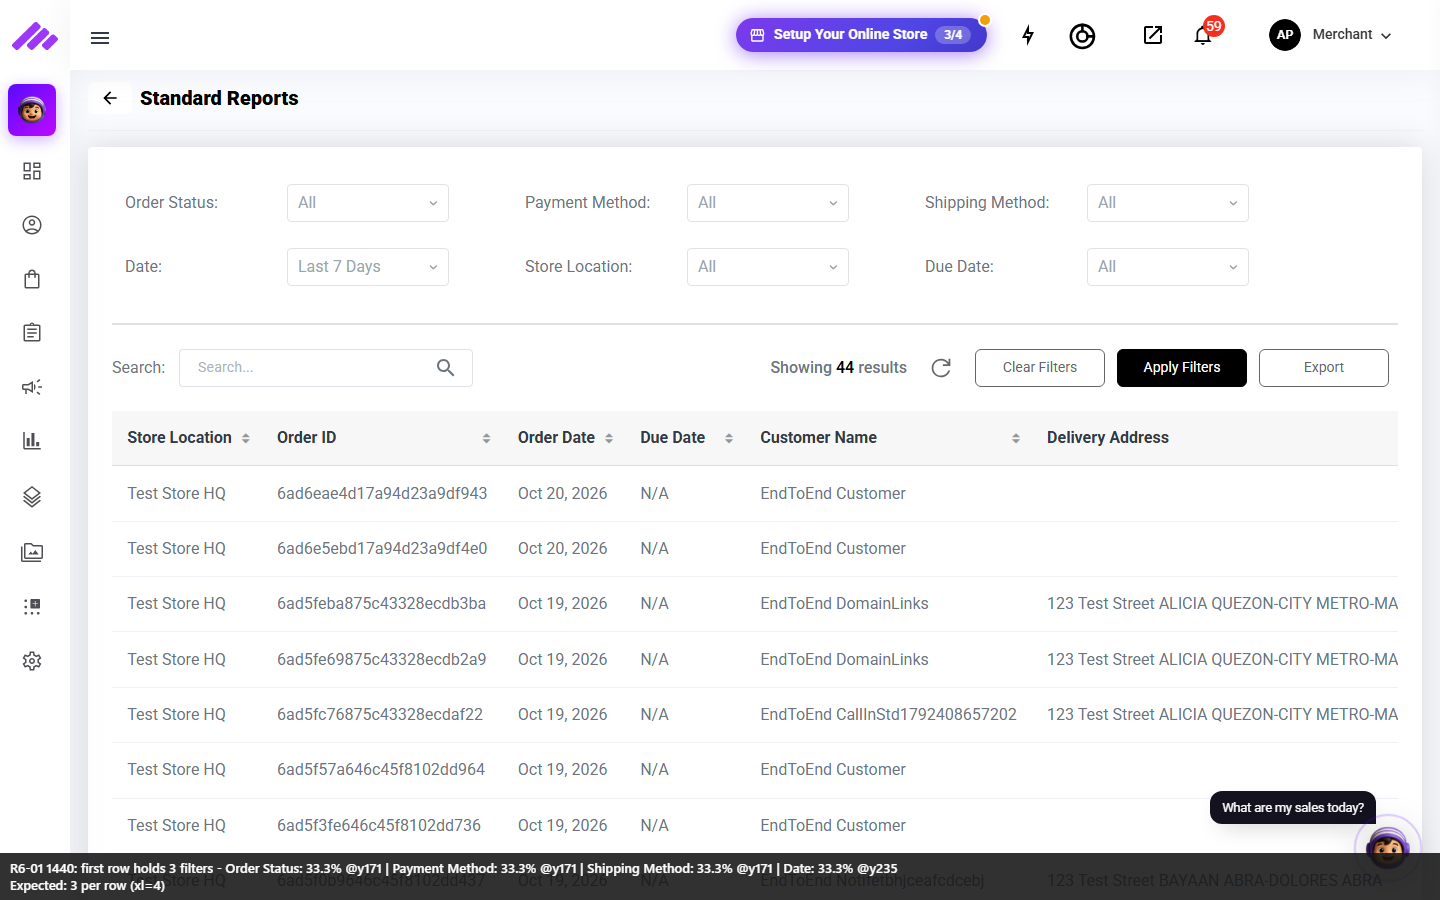 Setup Your Online Store 3/4
59
AP Merchant
Standard Reports
Order Status: All Payment Method: All Shipping Method: All
Date: Last 7 Days Store Location: All Due Date: All
Search: Search... Showing 44 results Clear Filters Apply Filters Export
Store Location Order ID Order Date Due Date Customer Name Delivery Address
Test Store HQ 6ad6eae4d17a94d23a9df943 Oct 20, 2026 N/A EndToEnd Customer
Test Store HQ 6ad6e5ebd17a94d23a9df4e0 Oct 20, 2026 N/A EndToEnd Customer
Test Store HQ 6ad5feba875c43328ecdb3ba Oct 19, 2026 N/A EndToEnd DomainLinks 123 Test Street ALICIA QUEZON-CITY METRO-MA
Test Store HQ 6ad5fe69875c43328ecdb2a9 Oct 19, 2026 N/A EndToEnd DomainLinks 123 Test Street ALICIA QUEZON-CITY METRO-MA
Test Store HQ 6ad5fc76875c43328ecdaf22 Oct 19, 2026 N/A EndToEnd CallInStd1792408657202 123 Test Street ALICIA QUEZON-CITY METRO-MA
Test Store HQ 6ad5f57a646c45f8102dd964 Oct 19, 2026 N/A EndToEnd Customer
What are my sales today?
Test Store HQ 6ad5f3fe646c45f8102dd736 Oct 19, 2026 N/A EndToEnd Customer
R6-01 1440: first row holds 3 filters - Order Status: 33.3% @y171 | Payment Method: 33.3% @y171 | Shipping Method: 33.3% @y171 | Date: 33.3% @y235
Expected: 3 per row (xl=4)
Test Store HQ Oct 19, 2026 N/A EndToEnd 123 Test Street BAYAAN ABRA-DOLORES ABRA